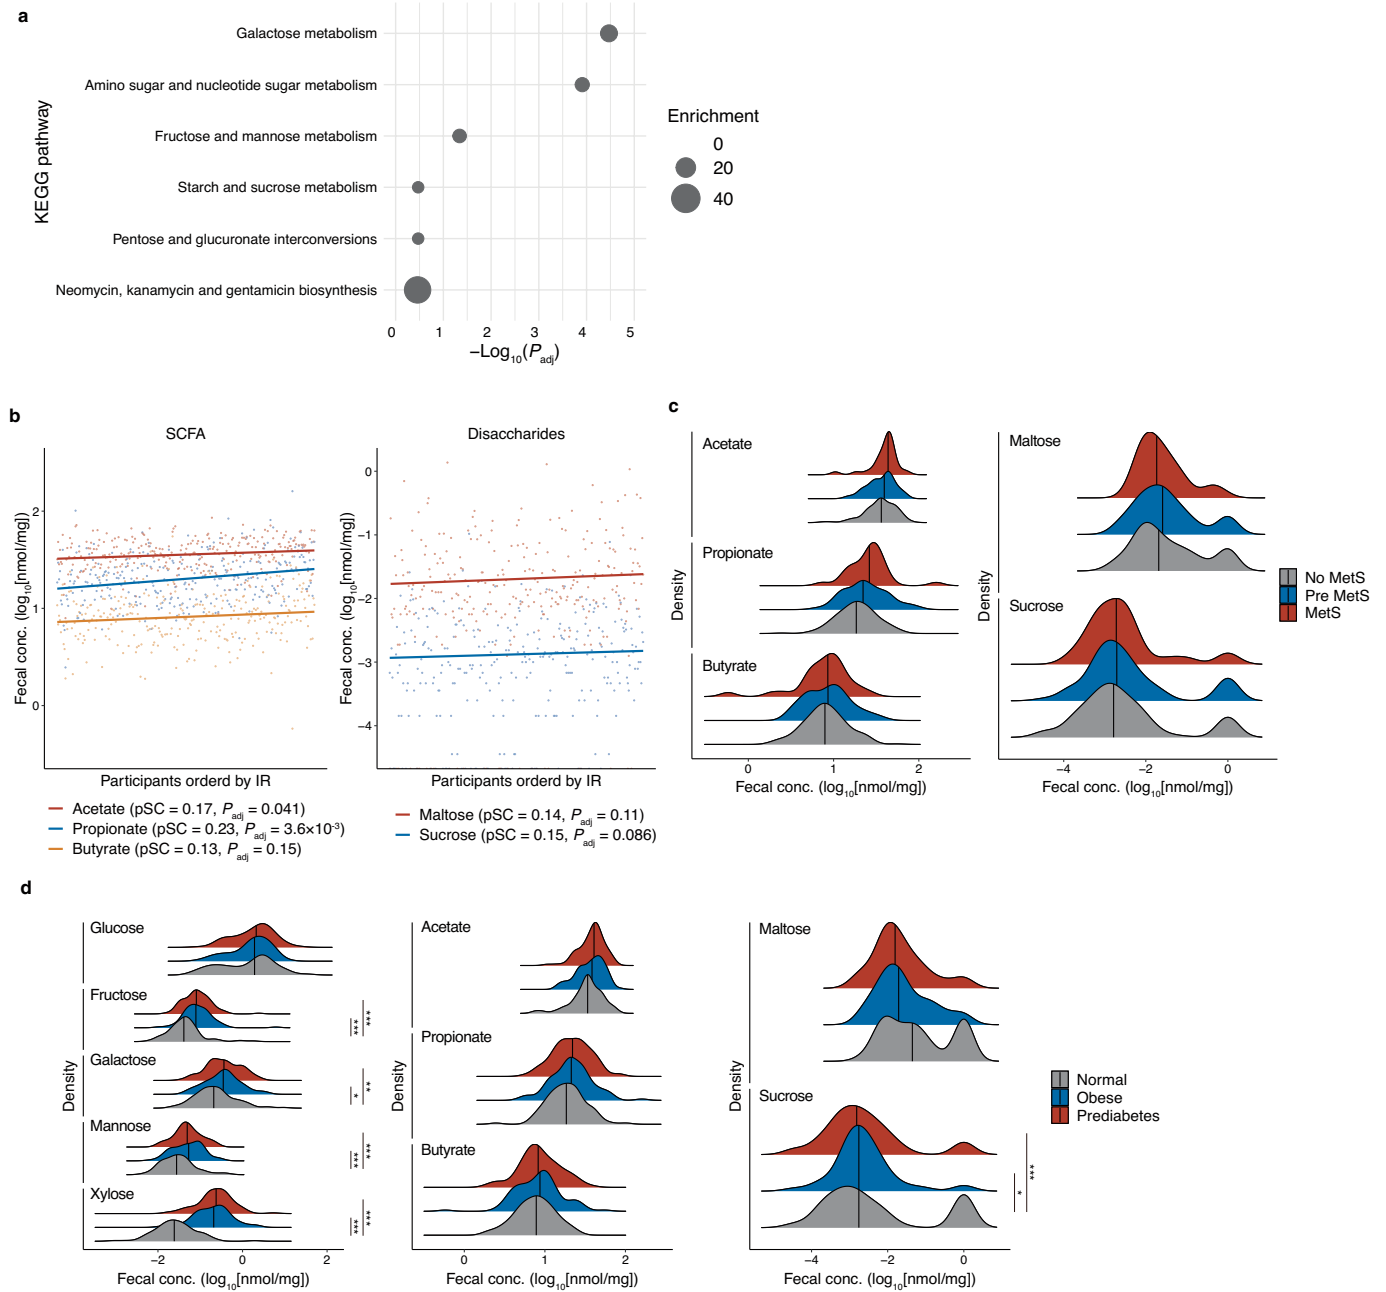 a
KEGG pathway
Galactose metabolism
Amino sugar and nucleotide sugar metabolism
Fructose and mannose metabolism
Starch and sucrose metabolism
Pentose and glucuronate interconversions
Neomycin, kanamycin and gentamicin biosynthesis
0 1 2 3 4 5
−Log10(Padj)
Enrichment
0
20
40
b
SCFA
Fecal conc. (log10[nmol/mg])
2
1
0
Participants orderd by IR
Acetate (pSC = 0.17, Padj = 0.041)
Propionate (pSC = 0.23, Padj = 3.6×10-3)
Butyrate (pSC = 0.13, Padj = 0.15)
Disaccharides
Fecal conc. (log10[nmol/mg])
0
−1
−2
−3
−4
Participants orderd by IR
Maltose (pSC = 0.14, Padj = 0.11)
Sucrose (pSC = 0.15, Padj = 0.086)
c
Density
Acetate
Propionate
Butyrate
0 1 2
Fecal conc. (log10[nmol/mg])
Density
Maltose
Sucrose
−4 −2 0
Fecal conc. (log10[nmol/mg])
No MetS
Pre MetS
MetS
d
Density
Glucose
Fructose
*** ***
Galactose
* **
Mannose
*** ***
Xylose
*** ***
−2 0 2
Fecal conc. (log10[nmol/mg])
Density
Acetate
Propionate
Butyrate
0 1 2
Fecal conc. (log10[nmol/mg])
Density
Maltose
Sucrose
* ***
−4 −2 0
Fecal conc. (log10[nmol/mg])
Normal
Obese
Prediabetes